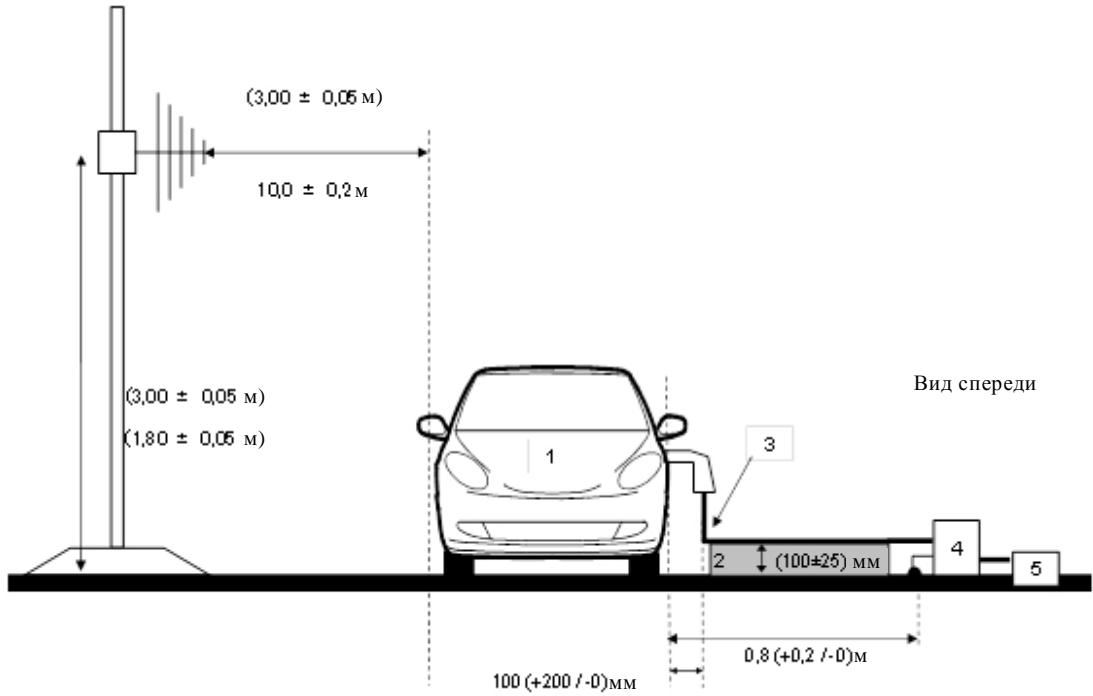 (3,00 ± 0,05 м)
10,0 ± 0,2 м
(3,00 ± 0,05 м)
(1,80 ± 0,05 м)
Вид спереди
1
3
2
(100±25) мм
4
5
0,8 (+0,2 /-0)м
100 (+200 / -0)мм